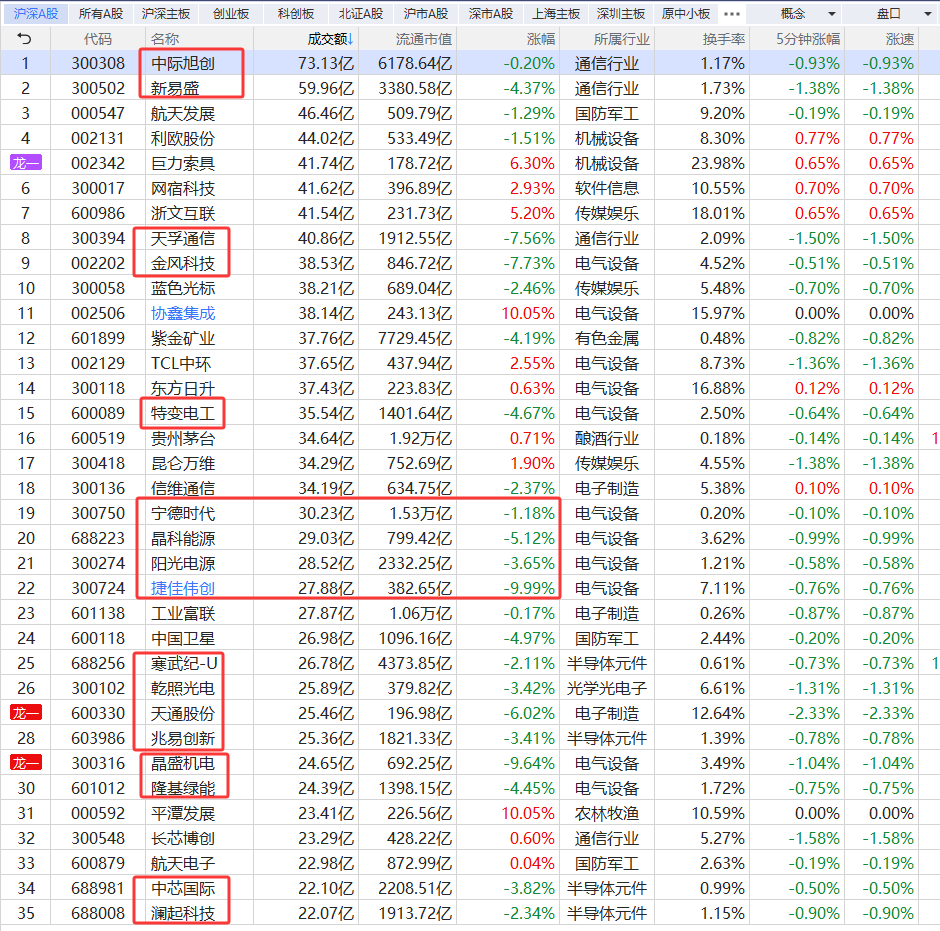 沪深A股 所有A股 沪深主板 创业板 科创板 北证A股 沪市A股 深市A股 上海主板 深圳主板 原中小板 ••• 概念 盘口
代码 名称 成交额↓ 流通市值 涨幅 所属行业 换手率 5分钟涨幅 涨速
1 300308 中际旭创 73.13亿 6178.64亿 -0.20% 通信行业 1.17% -0.93% -0.93%
2 300502 新易盛 59.96亿 3380.58亿 -4.37% 通信行业 1.73% -1.38% -1.38%
3 000547 航天发展 46.46亿 509.79亿 -1.29% 国防军工 9.20% -0.19% -0.19%
4 002131 利欧股份 44.02亿 533.49亿 -1.51% 机械设备 8.30% 0.77% 0.77%
龙一 002342 巨力索具 41.74亿 178.72亿 6.30% 机械设备 23.98% 0.65% 0.65%
6 300017 网宿科技 41.62亿 396.89亿 2.93% 软件信息 10.55% 0.70% 0.70%
7 600986 浙文互联 41.54亿 231.73亿 5.20% 传媒娱乐 18.01% 0.65% 0.65%
8 300394 天孚通信 40.86亿 1912.55亿 -7.56% 通信行业 2.09% -1.50% -1.50%
9 002202 金风科技 38.53亿 846.72亿 -7.73% 电气设备 4.52% -0.51% -0.51%
10 300058 蓝色光标 38.21亿 689.04亿 -2.46% 传媒娱乐 5.48% -0.70% -0.70%
11 002506 协鑫集成 38.14亿 243.13亿 10.05% 电气设备 15.97% 0.00% 0.00%
12 601899 紫金矿业 37.76亿 7729.45亿 -4.19% 有色金属 0.48% -0.82% -0.82%
13 002129 TCL中环 37.65亿 437.94亿 2.55% 电气设备 8.73% -1.36% -1.36%
14 300118 东方日升 37.43亿 223.83亿 0.63% 电气设备 16.88% 0.12% 0.12%
15 600089 特变电工 35.54亿 1401.64亿 -4.67% 电气设备 2.50% -0.64% -0.64%
16 600519 贵州茅台 34.64亿 1.92万亿 0.71% 酿酒行业 0.18% -0.14% -0.14% 1
17 300418 昆仑万维 34.29亿 752.69亿 1.90% 传媒娱乐 4.55% -1.38% -1.38%
18 300136 信维通信 34.19亿 634.75亿 -2.37% 电子制造 5.38% 0.10% 0.10%
19 300750 宁德时代 30.23亿 1.53万亿 -1.18% 电气设备 0.20% -0.10% -0.10%
20 688223 晶科能源 29.03亿 799.42亿 -5.12% 电气设备 3.62% -0.99% -0.99%
21 300274 阳光电源 28.52亿 2332.25亿 -3.65% 电气设备 1.21% -0.58% -0.58%
22 300724 捷佳伟创 27.88亿 382.65亿 -9.99% 电气设备 7.11% -0.76% -0.76%
23 601138 工业富联 27.87亿 1.06万亿 -0.17% 电子制造 0.26% -0.87% -0.87%
24 600118 中国卫星 26.98亿 1096.16亿 -4.97% 国防军工 2.44% -0.20% -0.20%
25 688256 寒武纪-U 26.78亿 4373.85亿 -2.11% 半导体元件 0.61% -0.73% -0.73% 1
26 300102 乾照光电 25.89亿 379.82亿 -3.42% 光学光电子 6.61% -1.31% -1.31%
龙一 600330 天通股份 25.46亿 196.98亿 -6.02% 电子制造 12.64% -2.33% -2.33%
28 603986 兆易创新 25.36亿 1821.33亿 -3.41% 半导体元件 1.39% -0.78% -0.78%
龙一 300316 晶盛机电 24.65亿 692.25亿 -9.64% 电气设备 3.49% -1.04% -1.04%
30 601012 隆基绿能 24.39亿 1398.15亿 -4.45% 电气设备 1.72% -0.75% -0.75%
31 000592 平潭发展 23.41亿 226.56亿 10.05% 农林牧渔 10.59% 0.00% 0.00%
32 300548 长芯博创 23.29亿 428.22亿 0.60% 通信行业 5.27% -1.58% -1.58%
33 600879 航天电子 22.98亿 872.99亿 0.04% 国防军工 2.63% -0.19% -0.19%
34 688981 中芯国际 22.10亿 2208.51亿 -3.82% 半导体元件 0.99% -0.50% -0.50%
35 688008 澜起科技 22.07亿 1913.72亿 -2.34% 半导体元件 1.15% -0.90% -0.90%